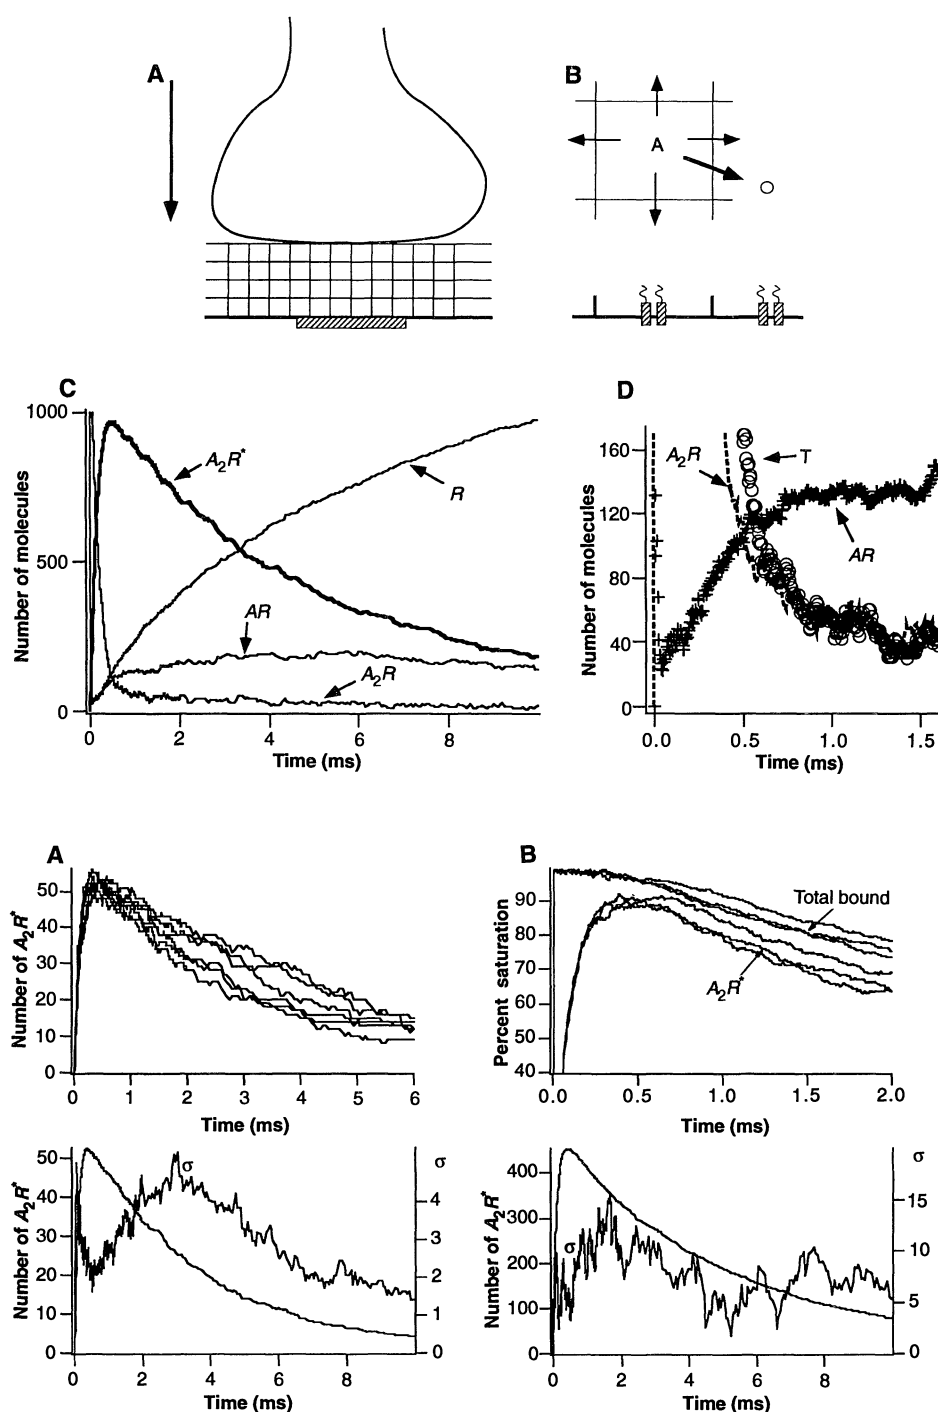 A
B
A
C
1000
500
0
Number of molecules
A2R*
R
AR
A2R
0 2 4 6 8
Time (ms)
D
160
120
80
40
0
Number of molecules
A2R
T
AR
0.0 0.5 1.0 1.5
Time (ms)
A
50
40
30
20
10
0
Number of A2R*
0 1 2 3 4 5 6
Time (ms)
B
90
80
70
60
50
40
Percent saturation
Total bound
A2R*
0.0 0.5 1.0 1.5 2.0
Time (ms)
50
40
30
20
10
0
Number of A2R*
σ
σ
4
3
2
1
0
0 2 4 6 8
Time (ms)
400
300
200
100
0
Number of A2R*
σ
σ
15
10
5
0
0 2 4 6 8
Time (ms)